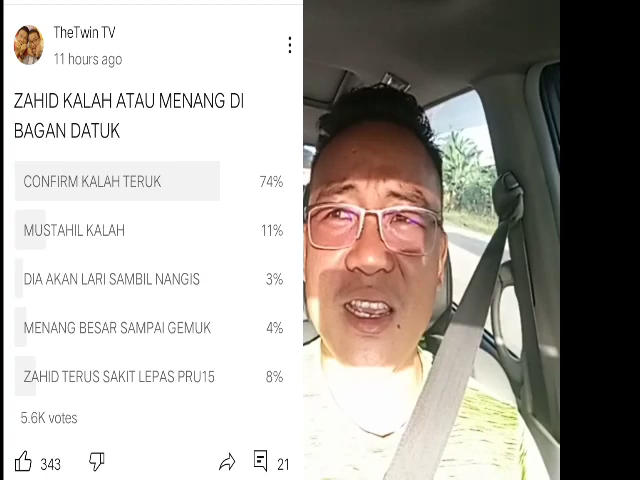 TheTwin TV
11 hours ago
ZAHID KALAH ATAU MENANG DI
BAGAN DATUK
CONFIRM KALAH TERUK 74%
MUSTAHIL KALAH 11%
DIA AKAN LARI SAMBIL NANGIS 3%
MENANG BESAR SAMPAI GEMUK 4%
ZAHID TERUS SAKIT LEPAS PRU15 8%
5.6K votes
343 21